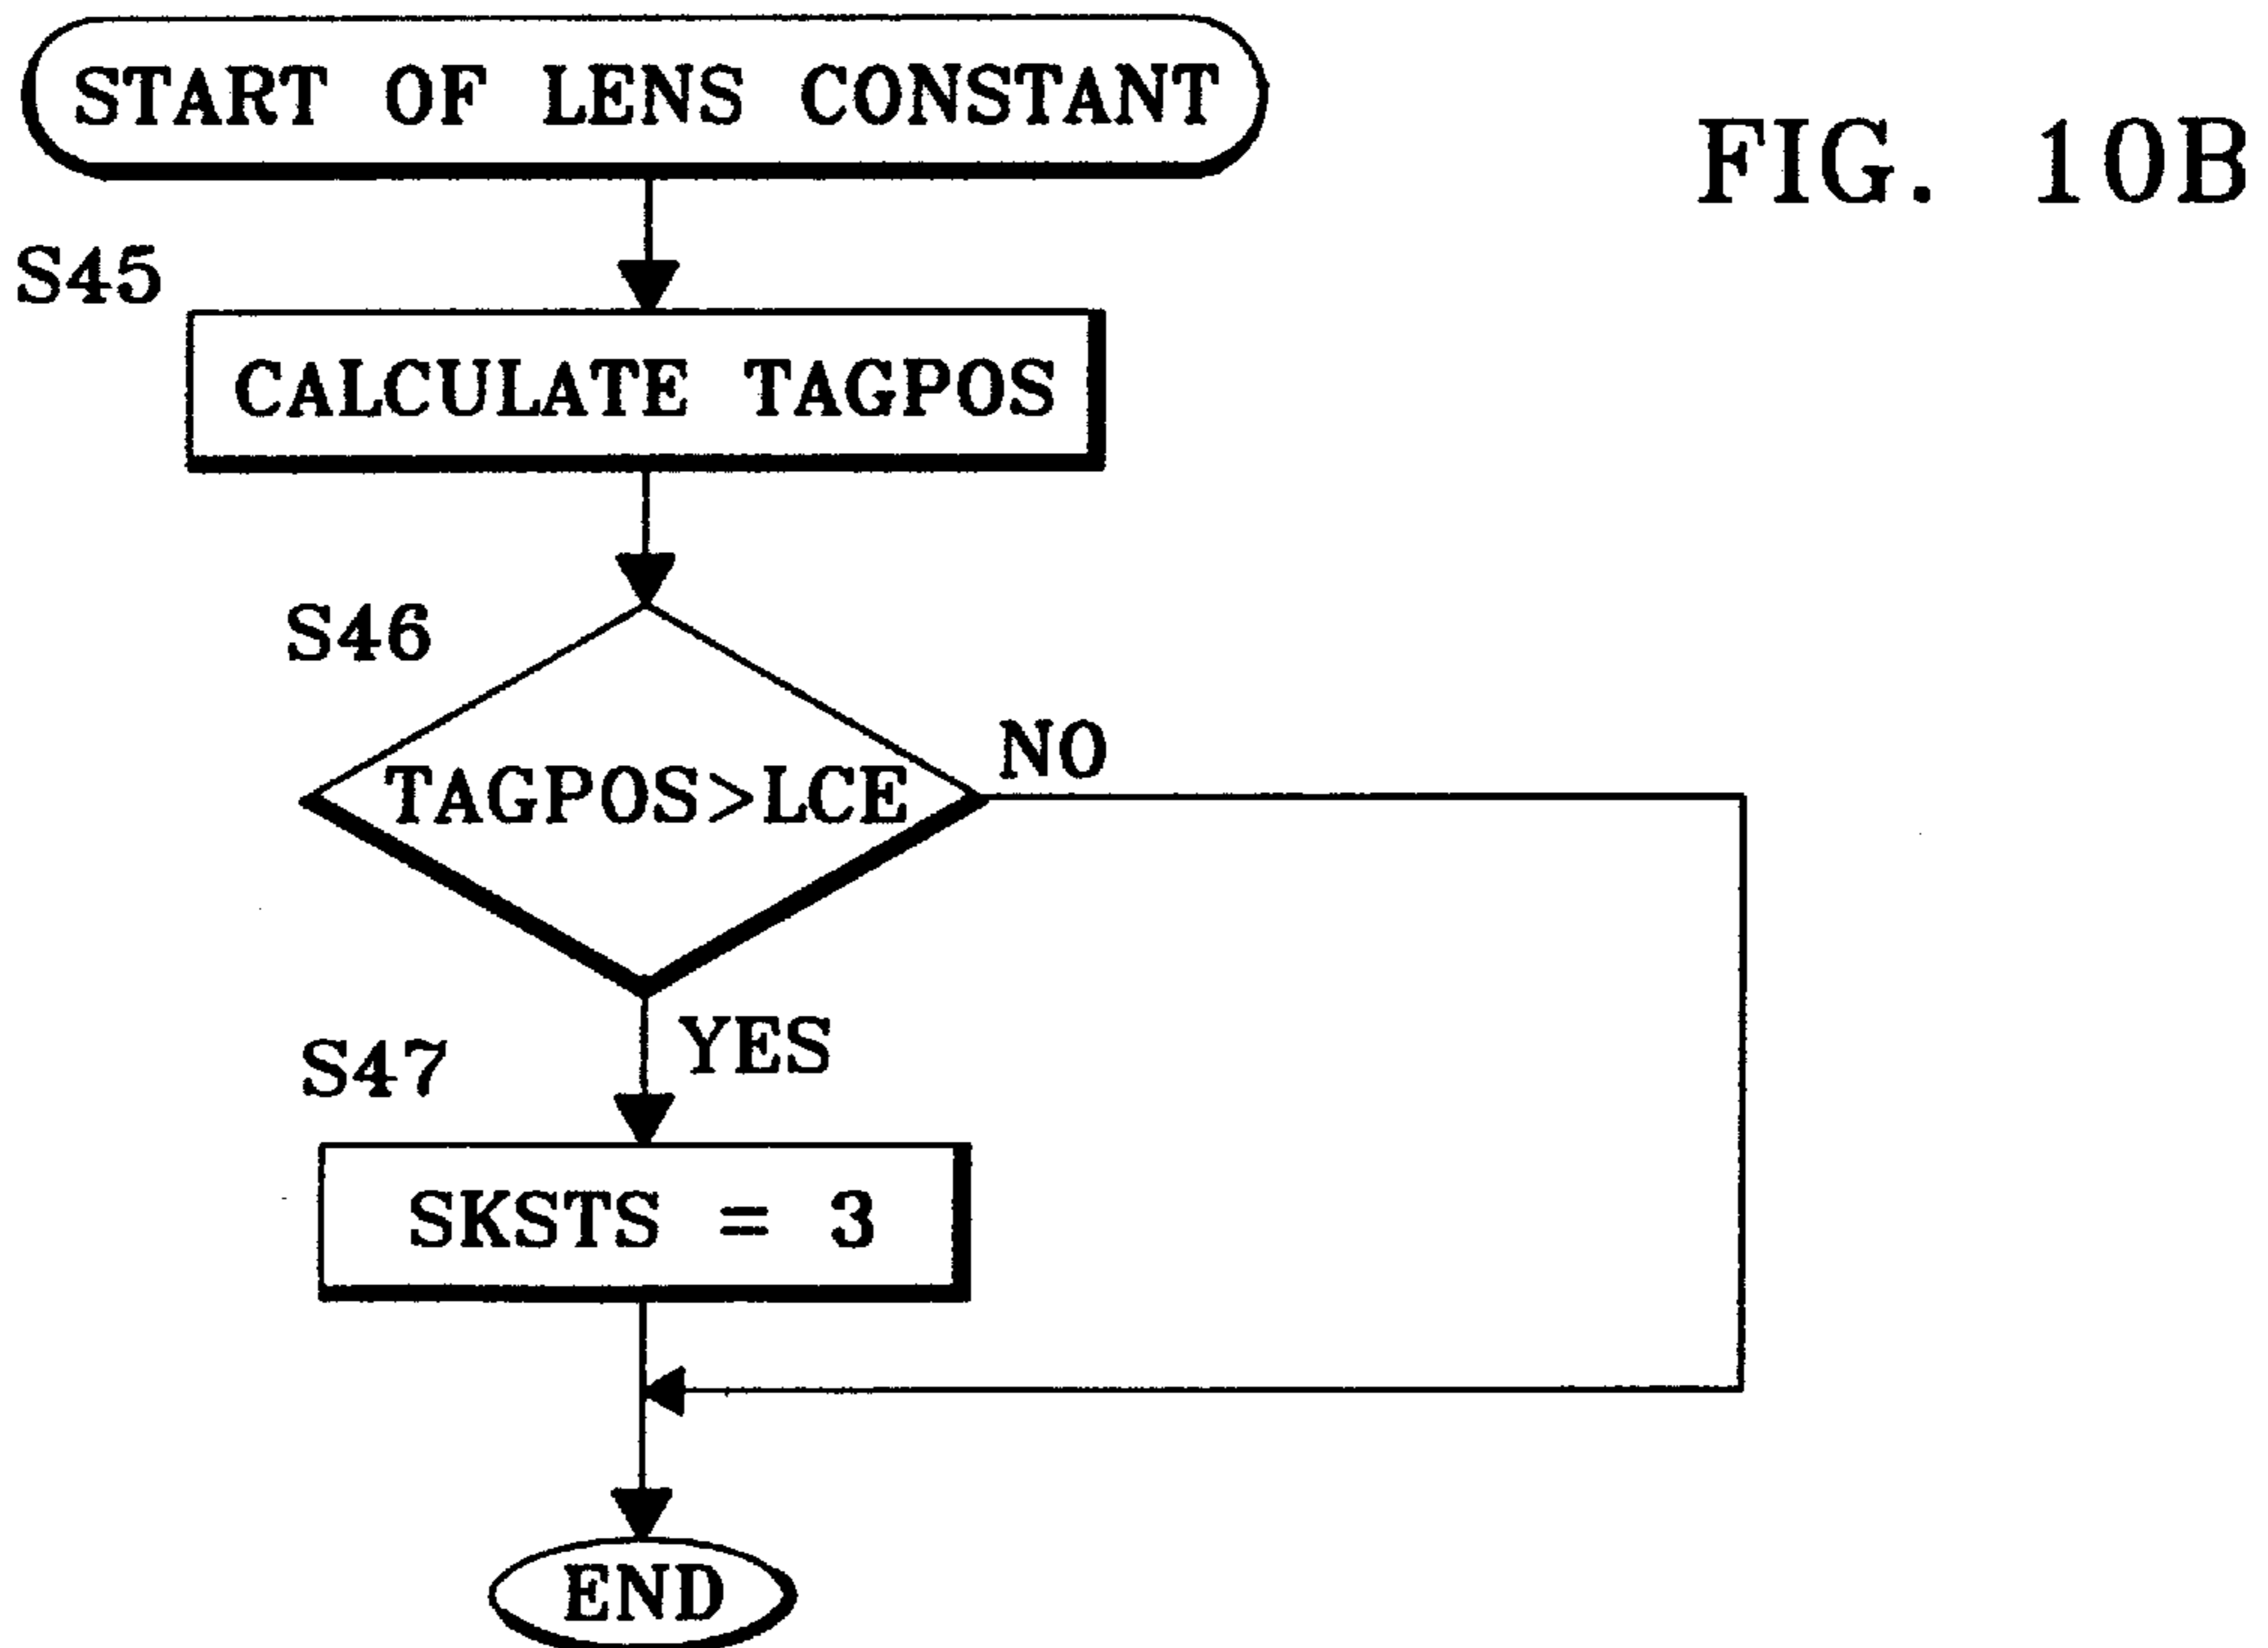 START OF LENS CONSTANT
FIG. 10B
S45
CALCULATE TAGPOS
S46
TAGPOS>LCE
NO
YES
S47
SKSTS = 3
END